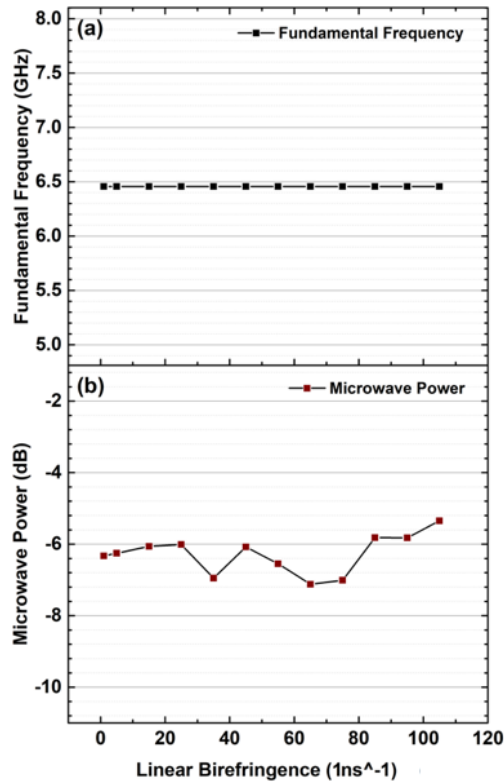 (a)
Fundamental Frequency
8.0
7.5
7.0
6.5
6.0
5.5
5.0
Fundamental Frequency (GHz)
(b)
Microwave Power
-2
-4
-6
-8
-10
Microwave Power (dB)
0 20 40 60 80 100 120
Linear Birefringence (1ns^-1)